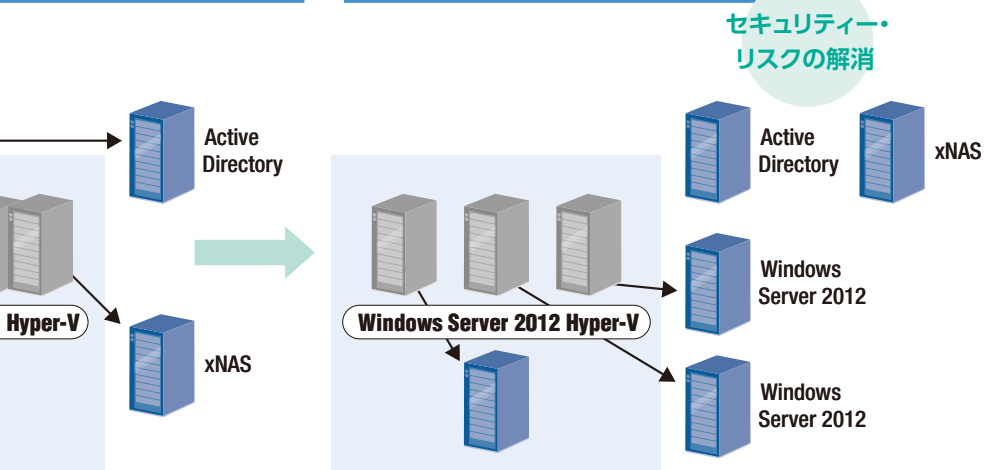 セキュリティー・
リスクの解消
Active
Directory
Hyper-V
xNAS
Active
Directory
xNAS
Windows
Server 2012
Windows Server 2012 Hyper-V
Windows
Server 2012